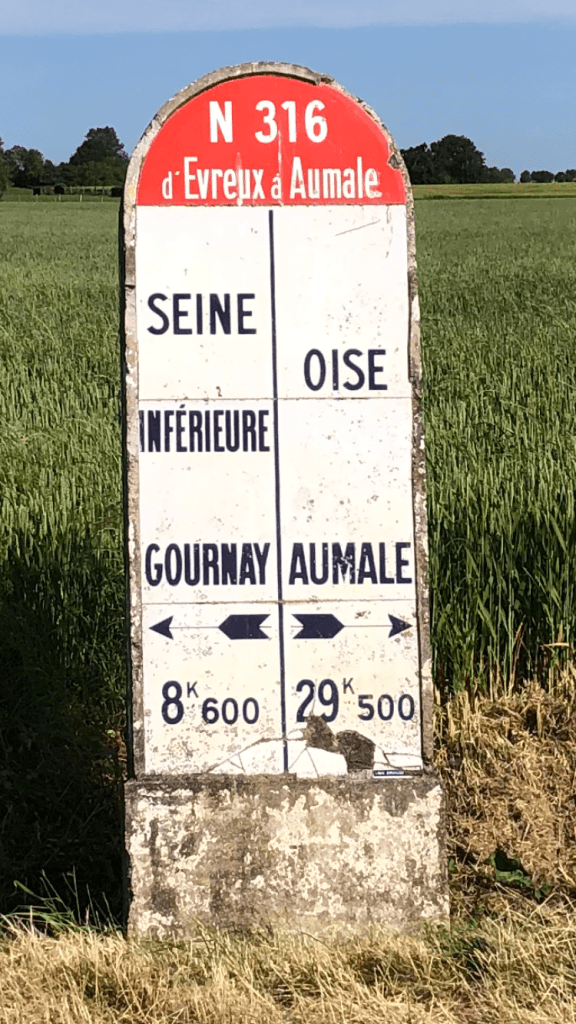 N 316
d'Evreux à Aumale
SEINE
INFÉRIEURE
OISE
GOURNAY
AUMALE
8K600
29K500